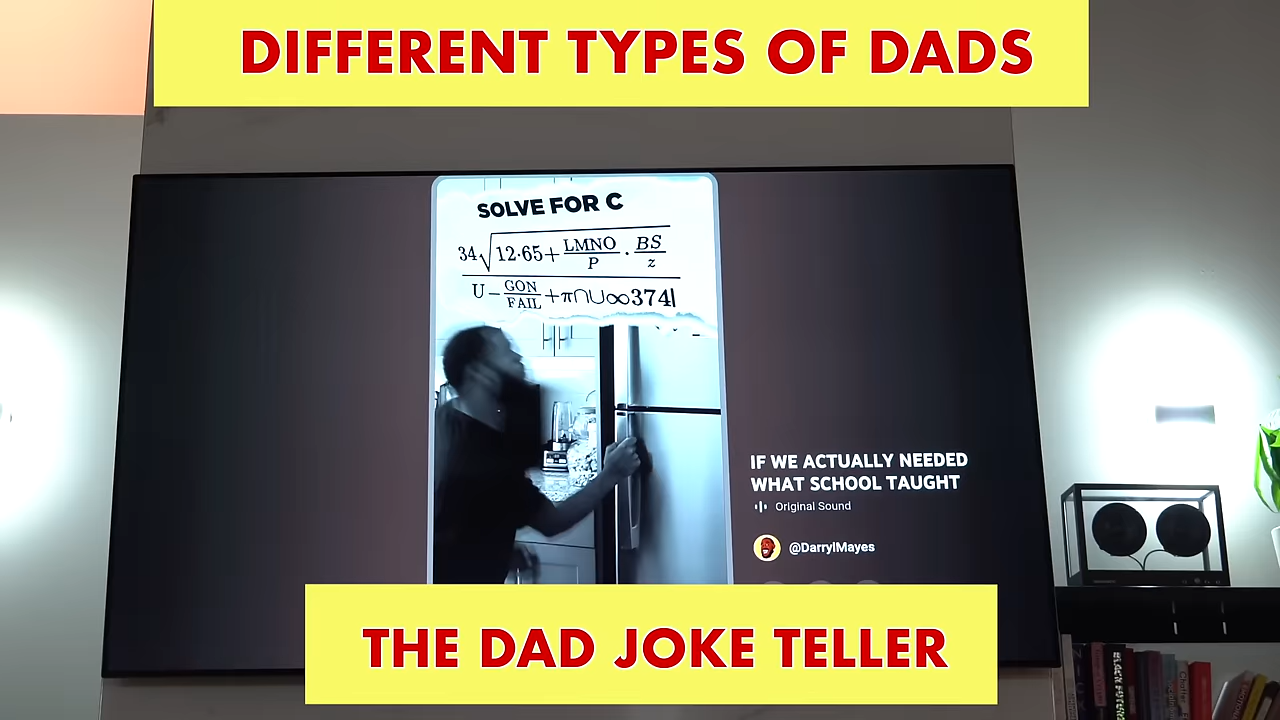 DIFFERENT TYPES OF DADS
SOLVE FOR C
34√12·65+LMNO/P · BS/z
U-GON/FAIL+π∩∪∞374|
IF WE ACTUALLY NEEDED
WHAT SCHOOL TAUGHT
Original Sound
@DarrylMayes
THE DAD JOKE TELLER